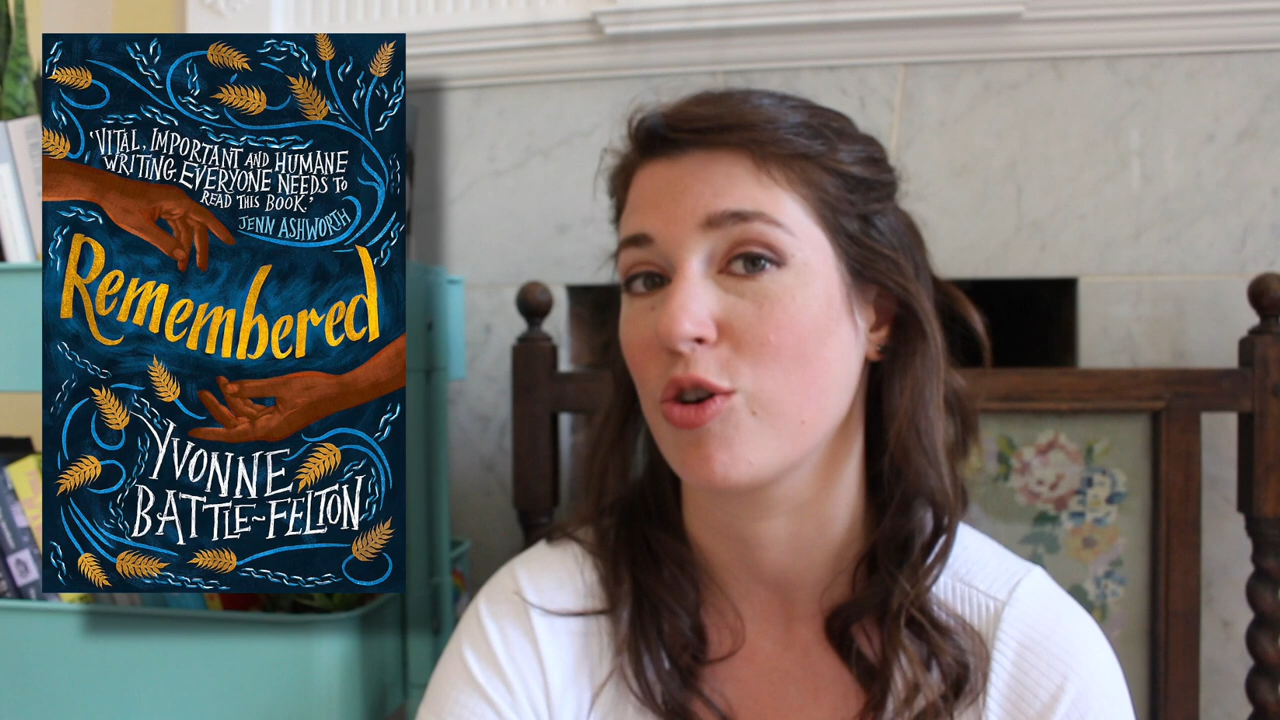 'VITAL, IMPORTANT AND HUMANE
WRITING. EVERYONE NEEDS TO
READ THIS BOOK.'
JENN ASHWORTH
Remembered
YVONNE
BATTLE-FELTON